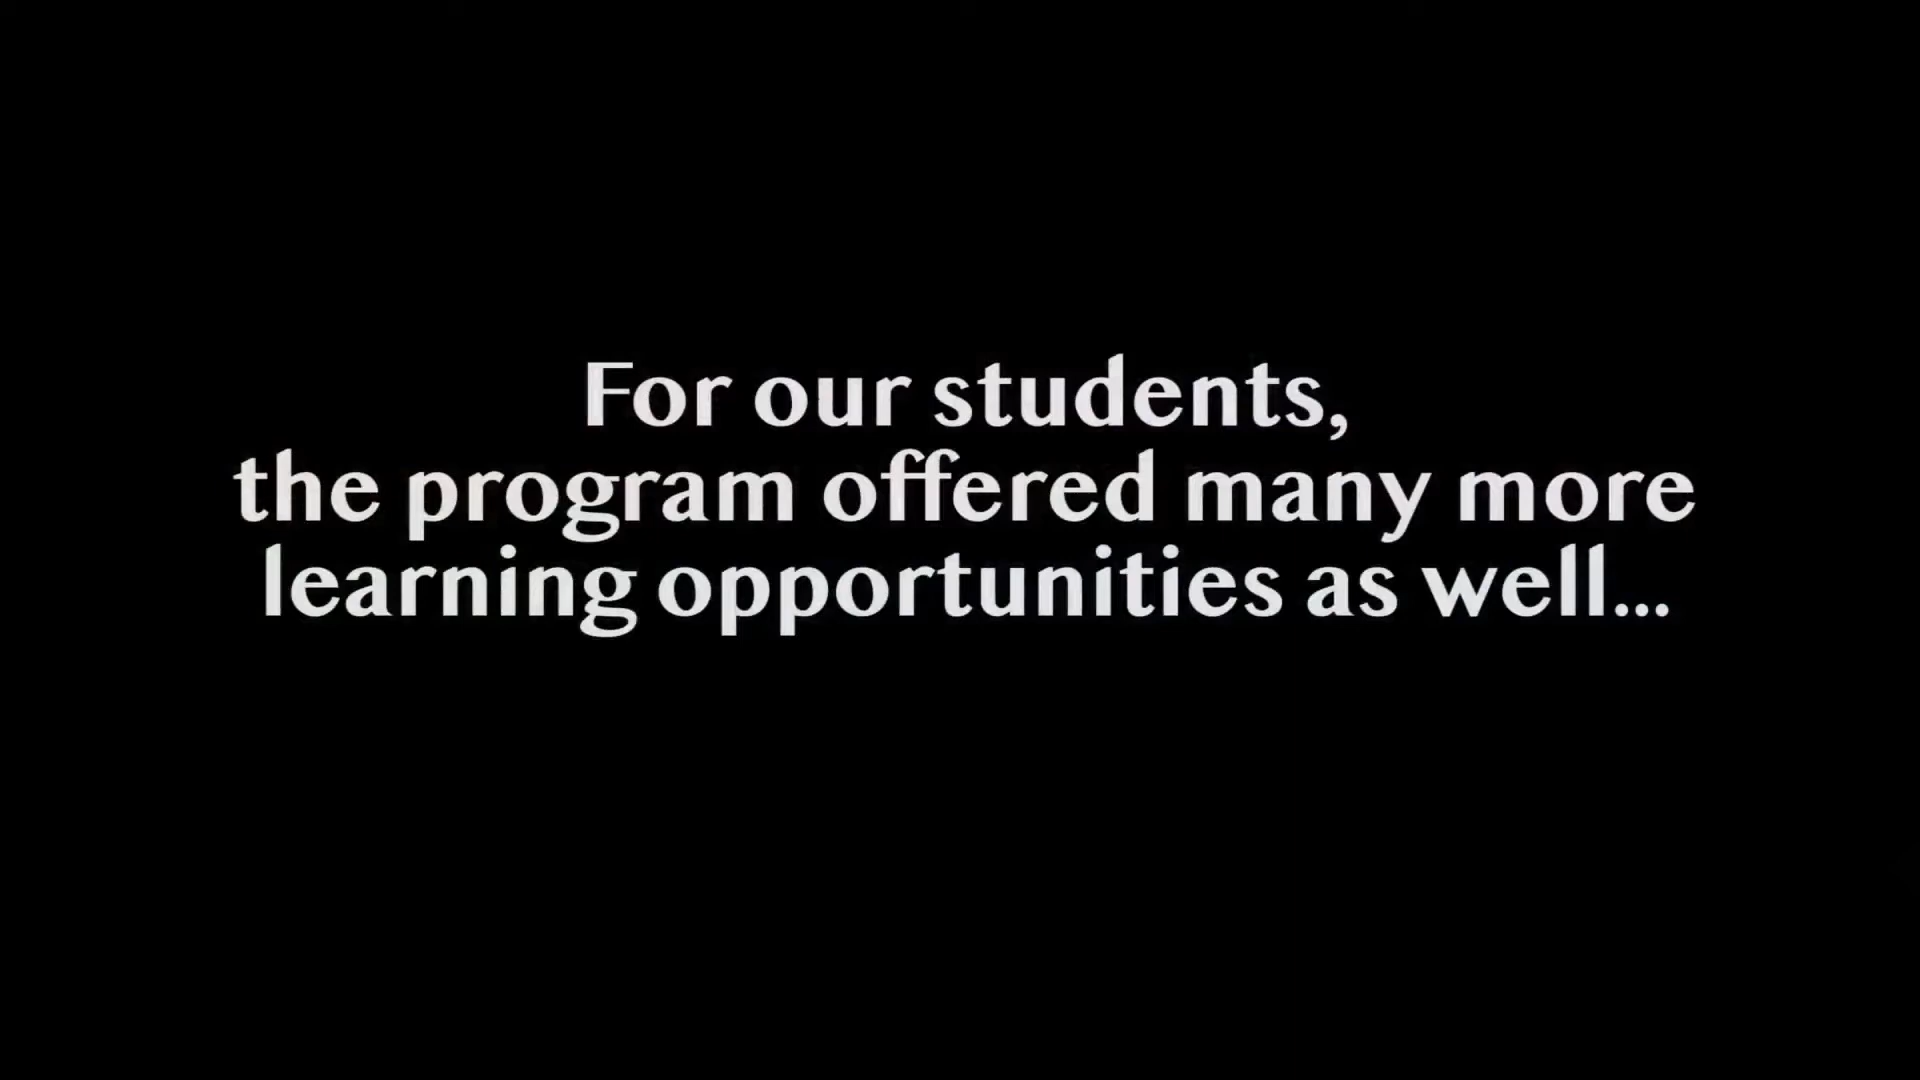 For our students,
the program offered many more
learning opportunities as well...